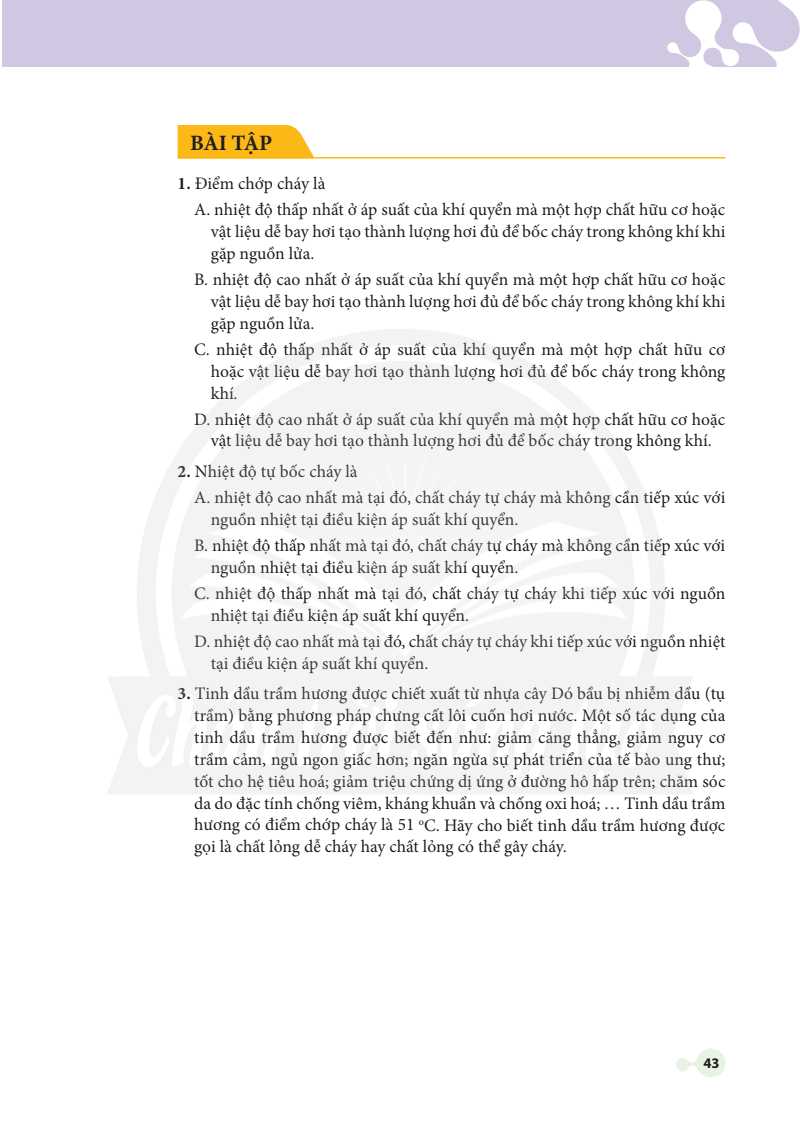 BÀI TẬP
1. Điểm chớp cháy là
A. nhiệt độ thấp nhất ở áp suất của khí quyển mà một hợp chất hữu cơ hoặc
vật liệu dễ bay hơi tạo thành lượng hơi đủ để bốc cháy trong không khí khi
gặp nguồn lửa.
B. nhiệt độ cao nhất ở áp suất của khí quyển mà một hợp chất hữu cơ hoặc
vật liệu dễ bay hơi tạo thành lượng hơi đủ để bốc cháy trong không khí khi
gặp nguồn lửa.
C. nhiệt độ thấp nhất ở áp suất của khí quyển mà một hợp chất hữu cơ
hoặc vật liệu dễ bay hơi tạo thành lượng hơi đủ để bốc cháy trong không
khí.
D. nhiệt độ cao nhất ở áp suất của khí quyển mà một hợp chất hữu cơ hoặc
vật liệu dễ bay hơi tạo thành lượng hơi đủ để bốc cháy trong không khí.
2. Nhiệt độ tự bốc cháy là
A. nhiệt độ cao nhất mà tại đó, chất cháy tự cháy mà không cần tiếp xúc với
nguồn nhiệt tại điều kiện áp suất khí quyển.
B. nhiệt độ thấp nhất mà tại đó, chất cháy tự cháy mà không cần tiếp xúc với
nguồn nhiệt tại điều kiện áp suất khí quyển.
C. nhiệt độ thấp nhất mà tại đó, chất cháy tự cháy khi tiếp xúc với nguồn
nhiệt tại điều kiện áp suất khí quyển.
D. nhiệt độ cao nhất mà tại đó, chất cháy tự cháy khi tiếp xúc với nguồn nhiệt
tại điều kiện áp suất khí quyển.
3. Tinh dầu trầm hương được chiết xuất từ nhựa cây Dó bầu bị nhiễm dầu (tụ
trầm) bằng phương pháp chưng cất lôi cuốn hơi nước. Một số tác dụng của
tinh dầu trầm hương được biết đến như: giảm căng thẳng, giảm nguy cơ
trầm cảm, ngủ ngon giấc hơn; ngăn ngừa sự phát triển của tế bào ung thư;
tốt cho hệ tiêu hoá; giảm triệu chứng dị ứng ở đường hô hấp trên; chăm sóc
da do đặc tính chống viêm, kháng khuẩn và chống oxi hoá; … Tinh dầu trầm
hương có điểm chớp cháy là 51 °C. Hãy cho biết tinh dầu trầm hương được
gọi là chất lỏng dễ cháy hay chất lỏng có thể gây cháy.
43